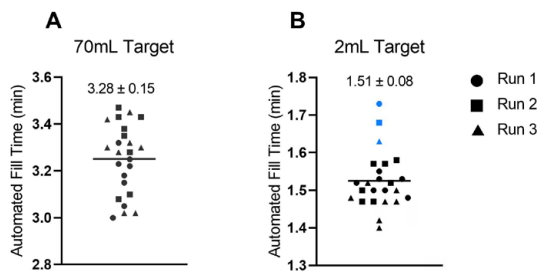 A
70mL Target
Automated Fill Time (min)
3.6
3.4
3.2
3.0
2.8
3.28 ± 0.15
B
2mL Target
Automated Fill Time (min)
1.8
1.7
1.6
1.5
1.4
1.3
1.51 ± 0.08
Run 1
Run 2
Run 3